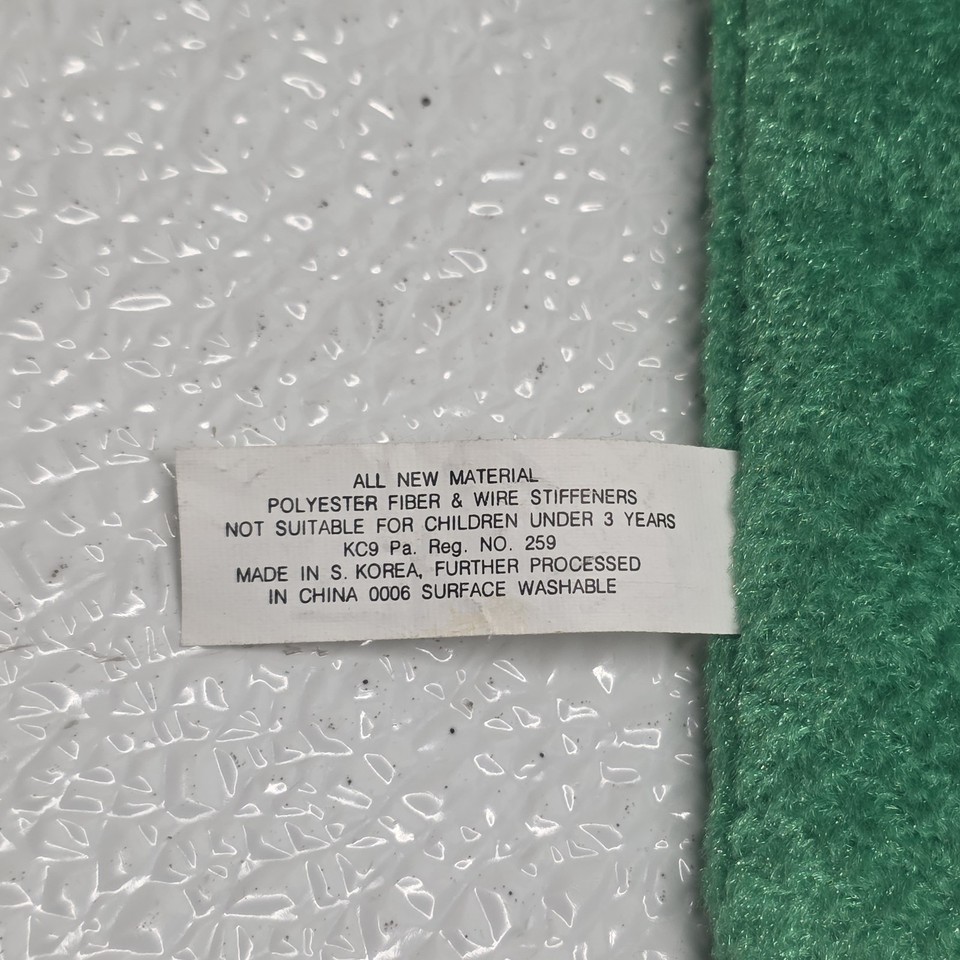 ALL NEW MATERIAL
POLYESTER FIBER & WIRE STIFFENERS
NOT SUITABLE FOR CHILDREN UNDER 3 YEARS
KC9 Pa. Reg. NO. 259
MADE IN S. KOREA, FURTHER PROCESSED
IN CHINA 0006 SURFACE WASHABLE